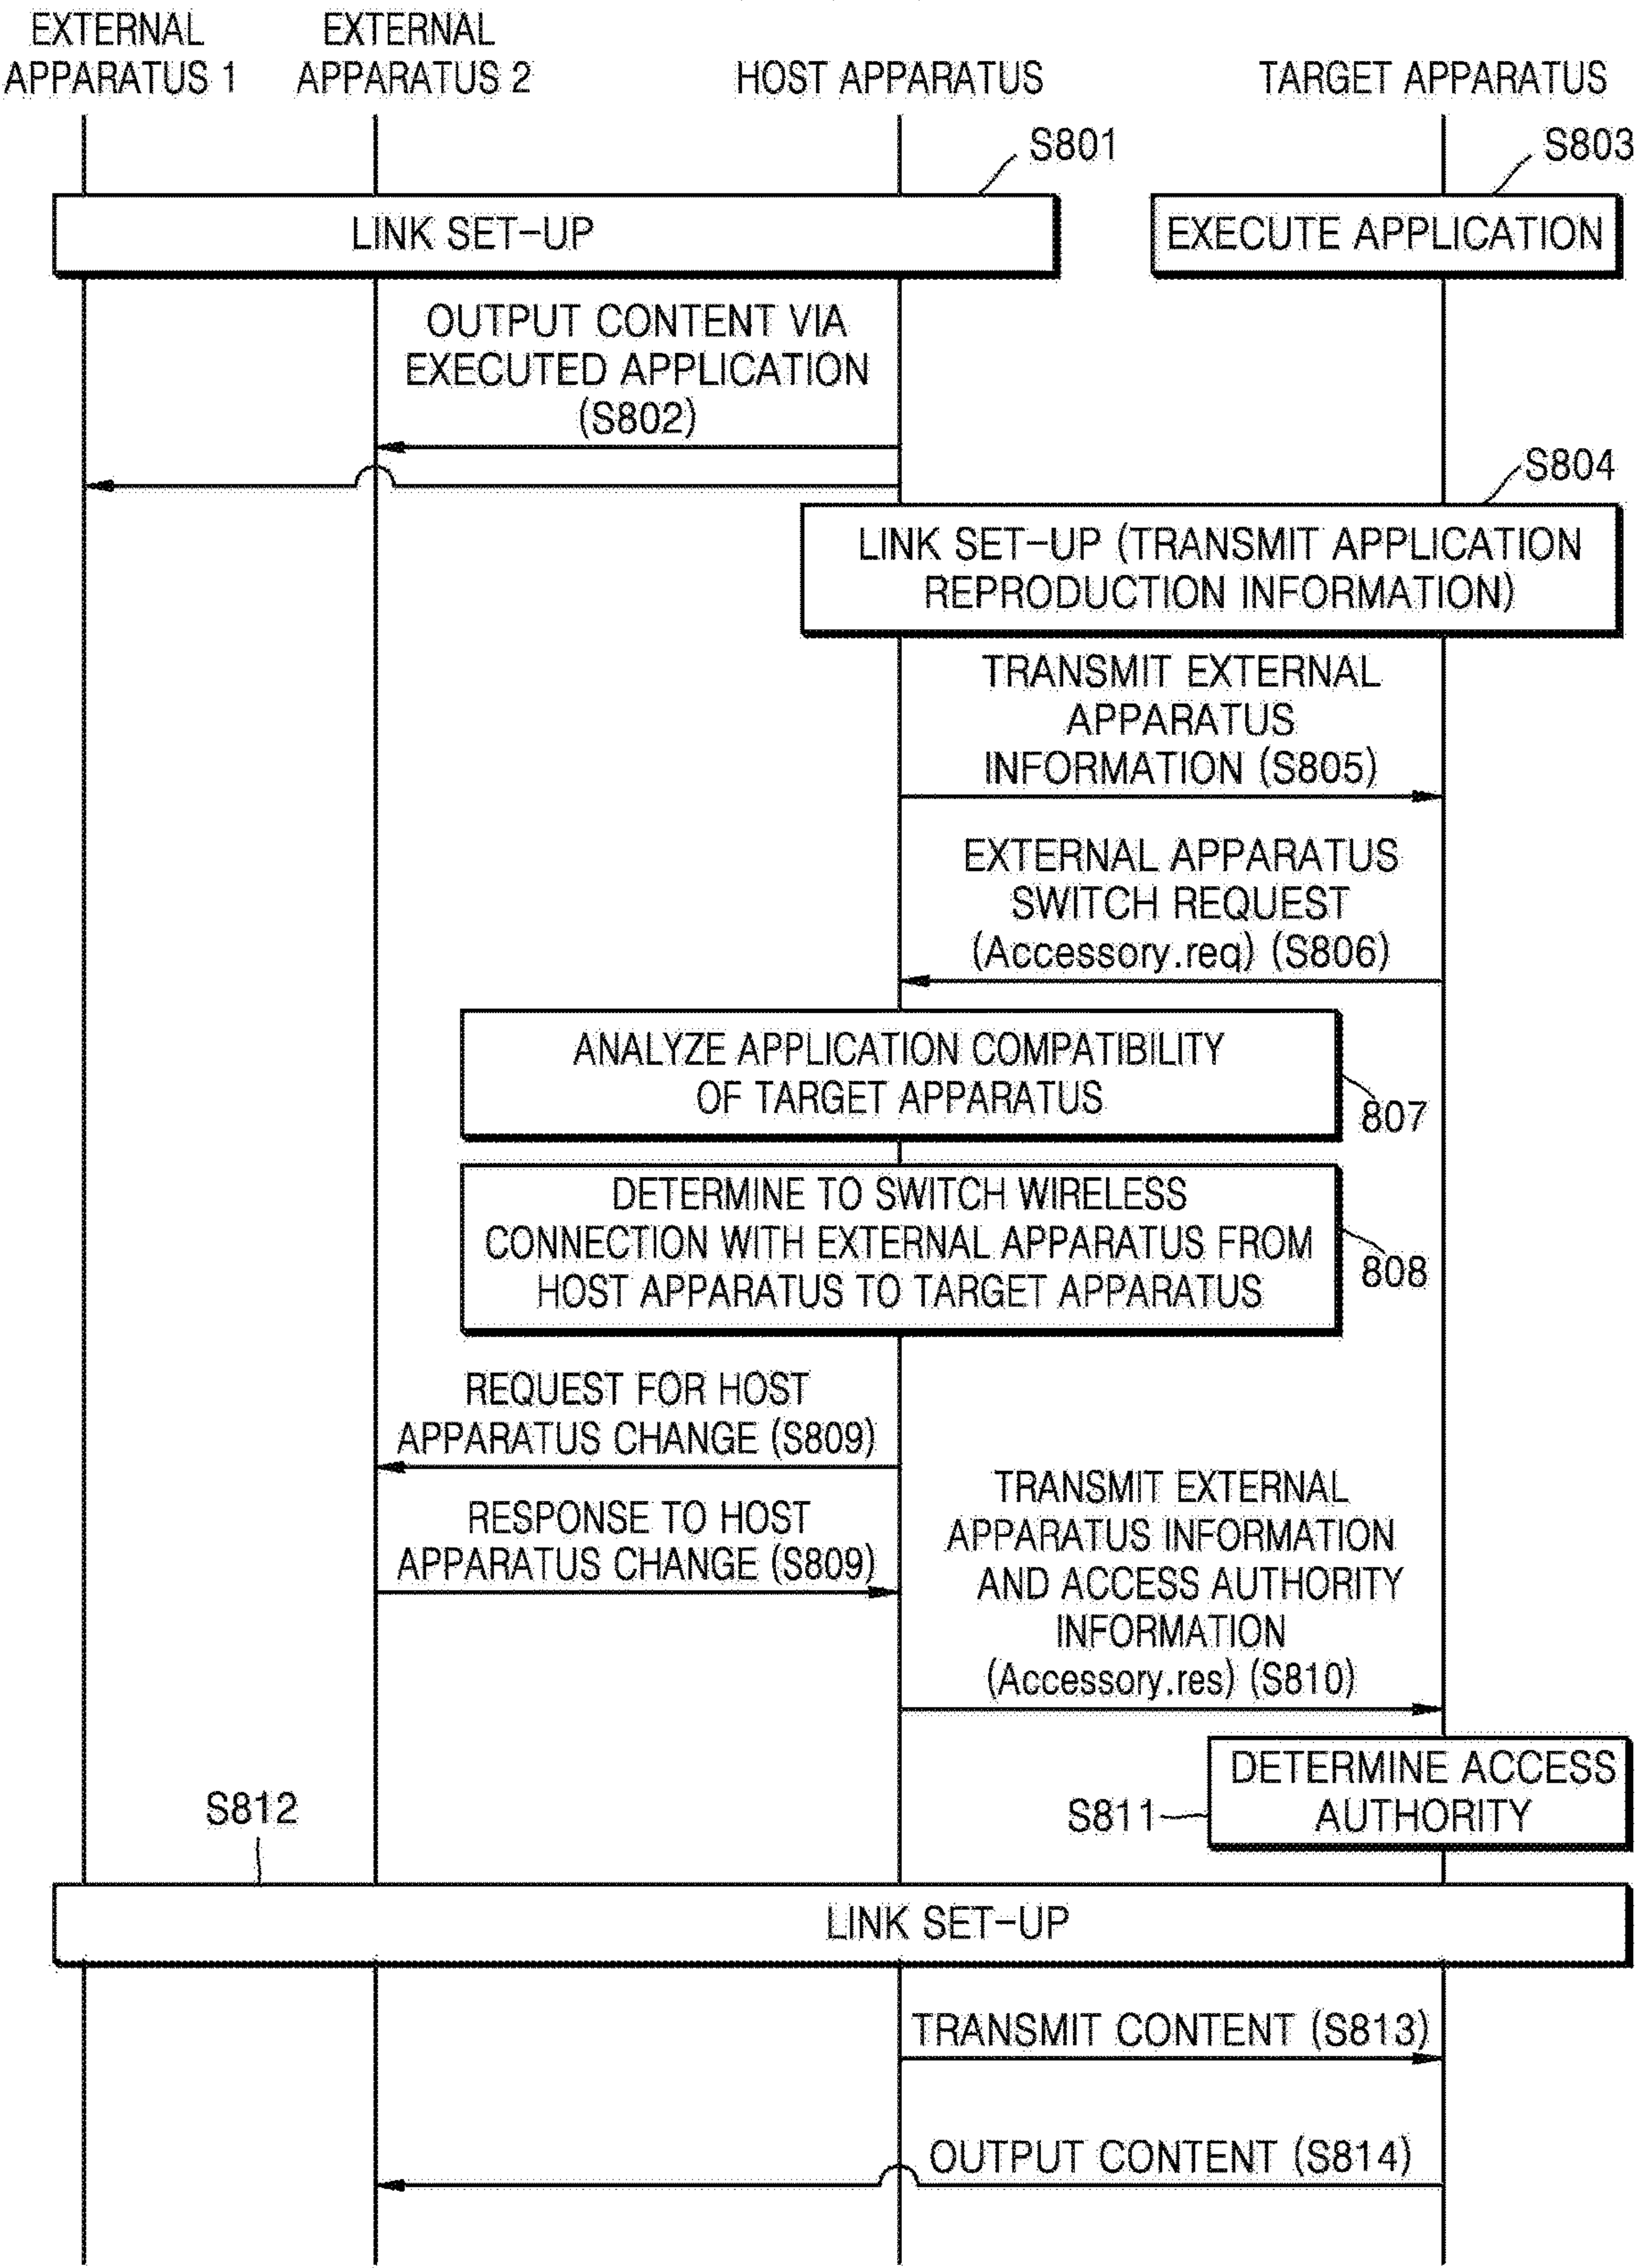 EXTERNAL
APPARATUS 1
EXTERNAL
APPARATUS 2
HOST APPARATUS
TARGET APPARATUS
S801
S803
LINK SET-UP
EXECUTE APPLICATION
OUTPUT CONTENT VIA
EXECUTED APPLICATION
(S802)
S804
LINK SET-UP (TRANSMIT APPLICATION
REPRODUCTION INFORMATION)
TRANSMIT EXTERNAL
APPARATUS
INFORMATION (S805)
EXTERNAL APPARATUS
SWITCH REQUEST
(Accessory.req) (S806)
ANALYZE APPLICATION COMPATIBILITY
OF TARGET APPARATUS
807
DETERMINE TO SWITCH WIRELESS
CONNECTION WITH EXTERNAL APPARATUS FROM
HOST APPARATUS TO TARGET APPARATUS
808
REQUEST FOR HOST
APPARATUS CHANGE (S809)
RESPONSE TO HOST
APPARATUS CHANGE (S809)
TRANSMIT EXTERNAL
APPARATUS INFORMATION
AND ACCESS AUTHORITY
INFORMATION
(Accessory.res) (S810)
DETERMINE ACCESS
AUTHORITY
S811
S812
LINK SET-UP
TRANSMIT CONTENT (S813)
OUTPUT CONTENT (S814)